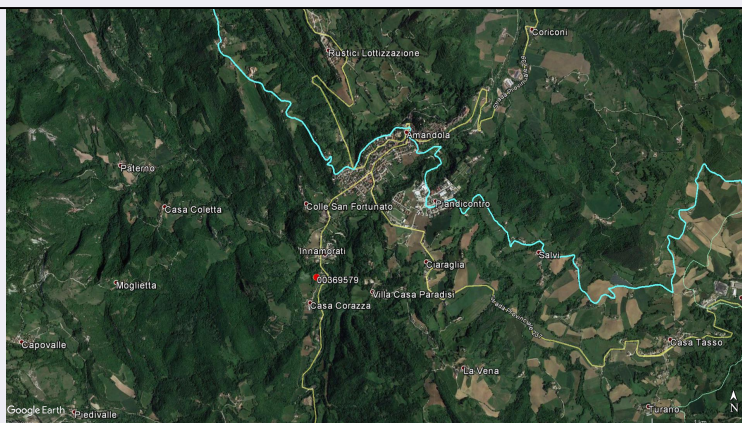 Coriconi
Rustici Lottizzazione
Amandola
Paterno
Casa Coletta
Colle San Fortunato
Piandicontro
Innamorati
Salvi
Ciaraglia
00369579
Moglietta
Villa Casa Paradisi
Casa Corazza
Capovalle
Casa Tasso
La Vena
Turano
Piedivalle
Google Earth
N